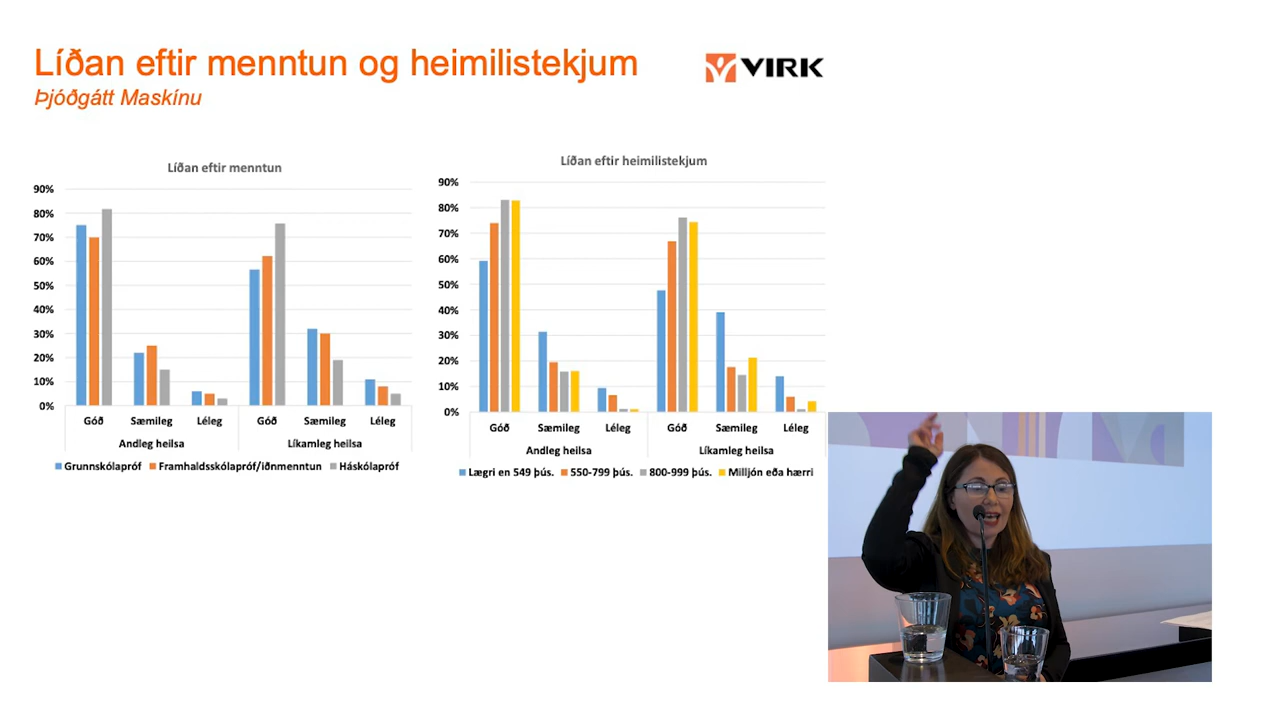 Líðan eftir menntun og heimilistekjum
VIRK
Þjóðgátt Maskínu
Líðan eftir menntun
90%
80%
70%
60%
50%
40%
30%
20%
10%
0%
Góð Sæmileg Léleg Góð Sæmileg Léleg
Andleg heilsa Líkamleg heilsa
Grunnskólapróf Framhaldsskólapróf/iðnmenntun Háskólapróf
Líðan eftir heimilistekjum
90%
80%
70%
60%
50%
40%
30%
20%
10%
0%
Góð Sæmileg Léleg Góð Sæmileg Léleg
Andleg heilsa Líkamleg heilsa
Lægri en 549 þús. 550-799 þús. 800-999 þús. Milljón eða hærri